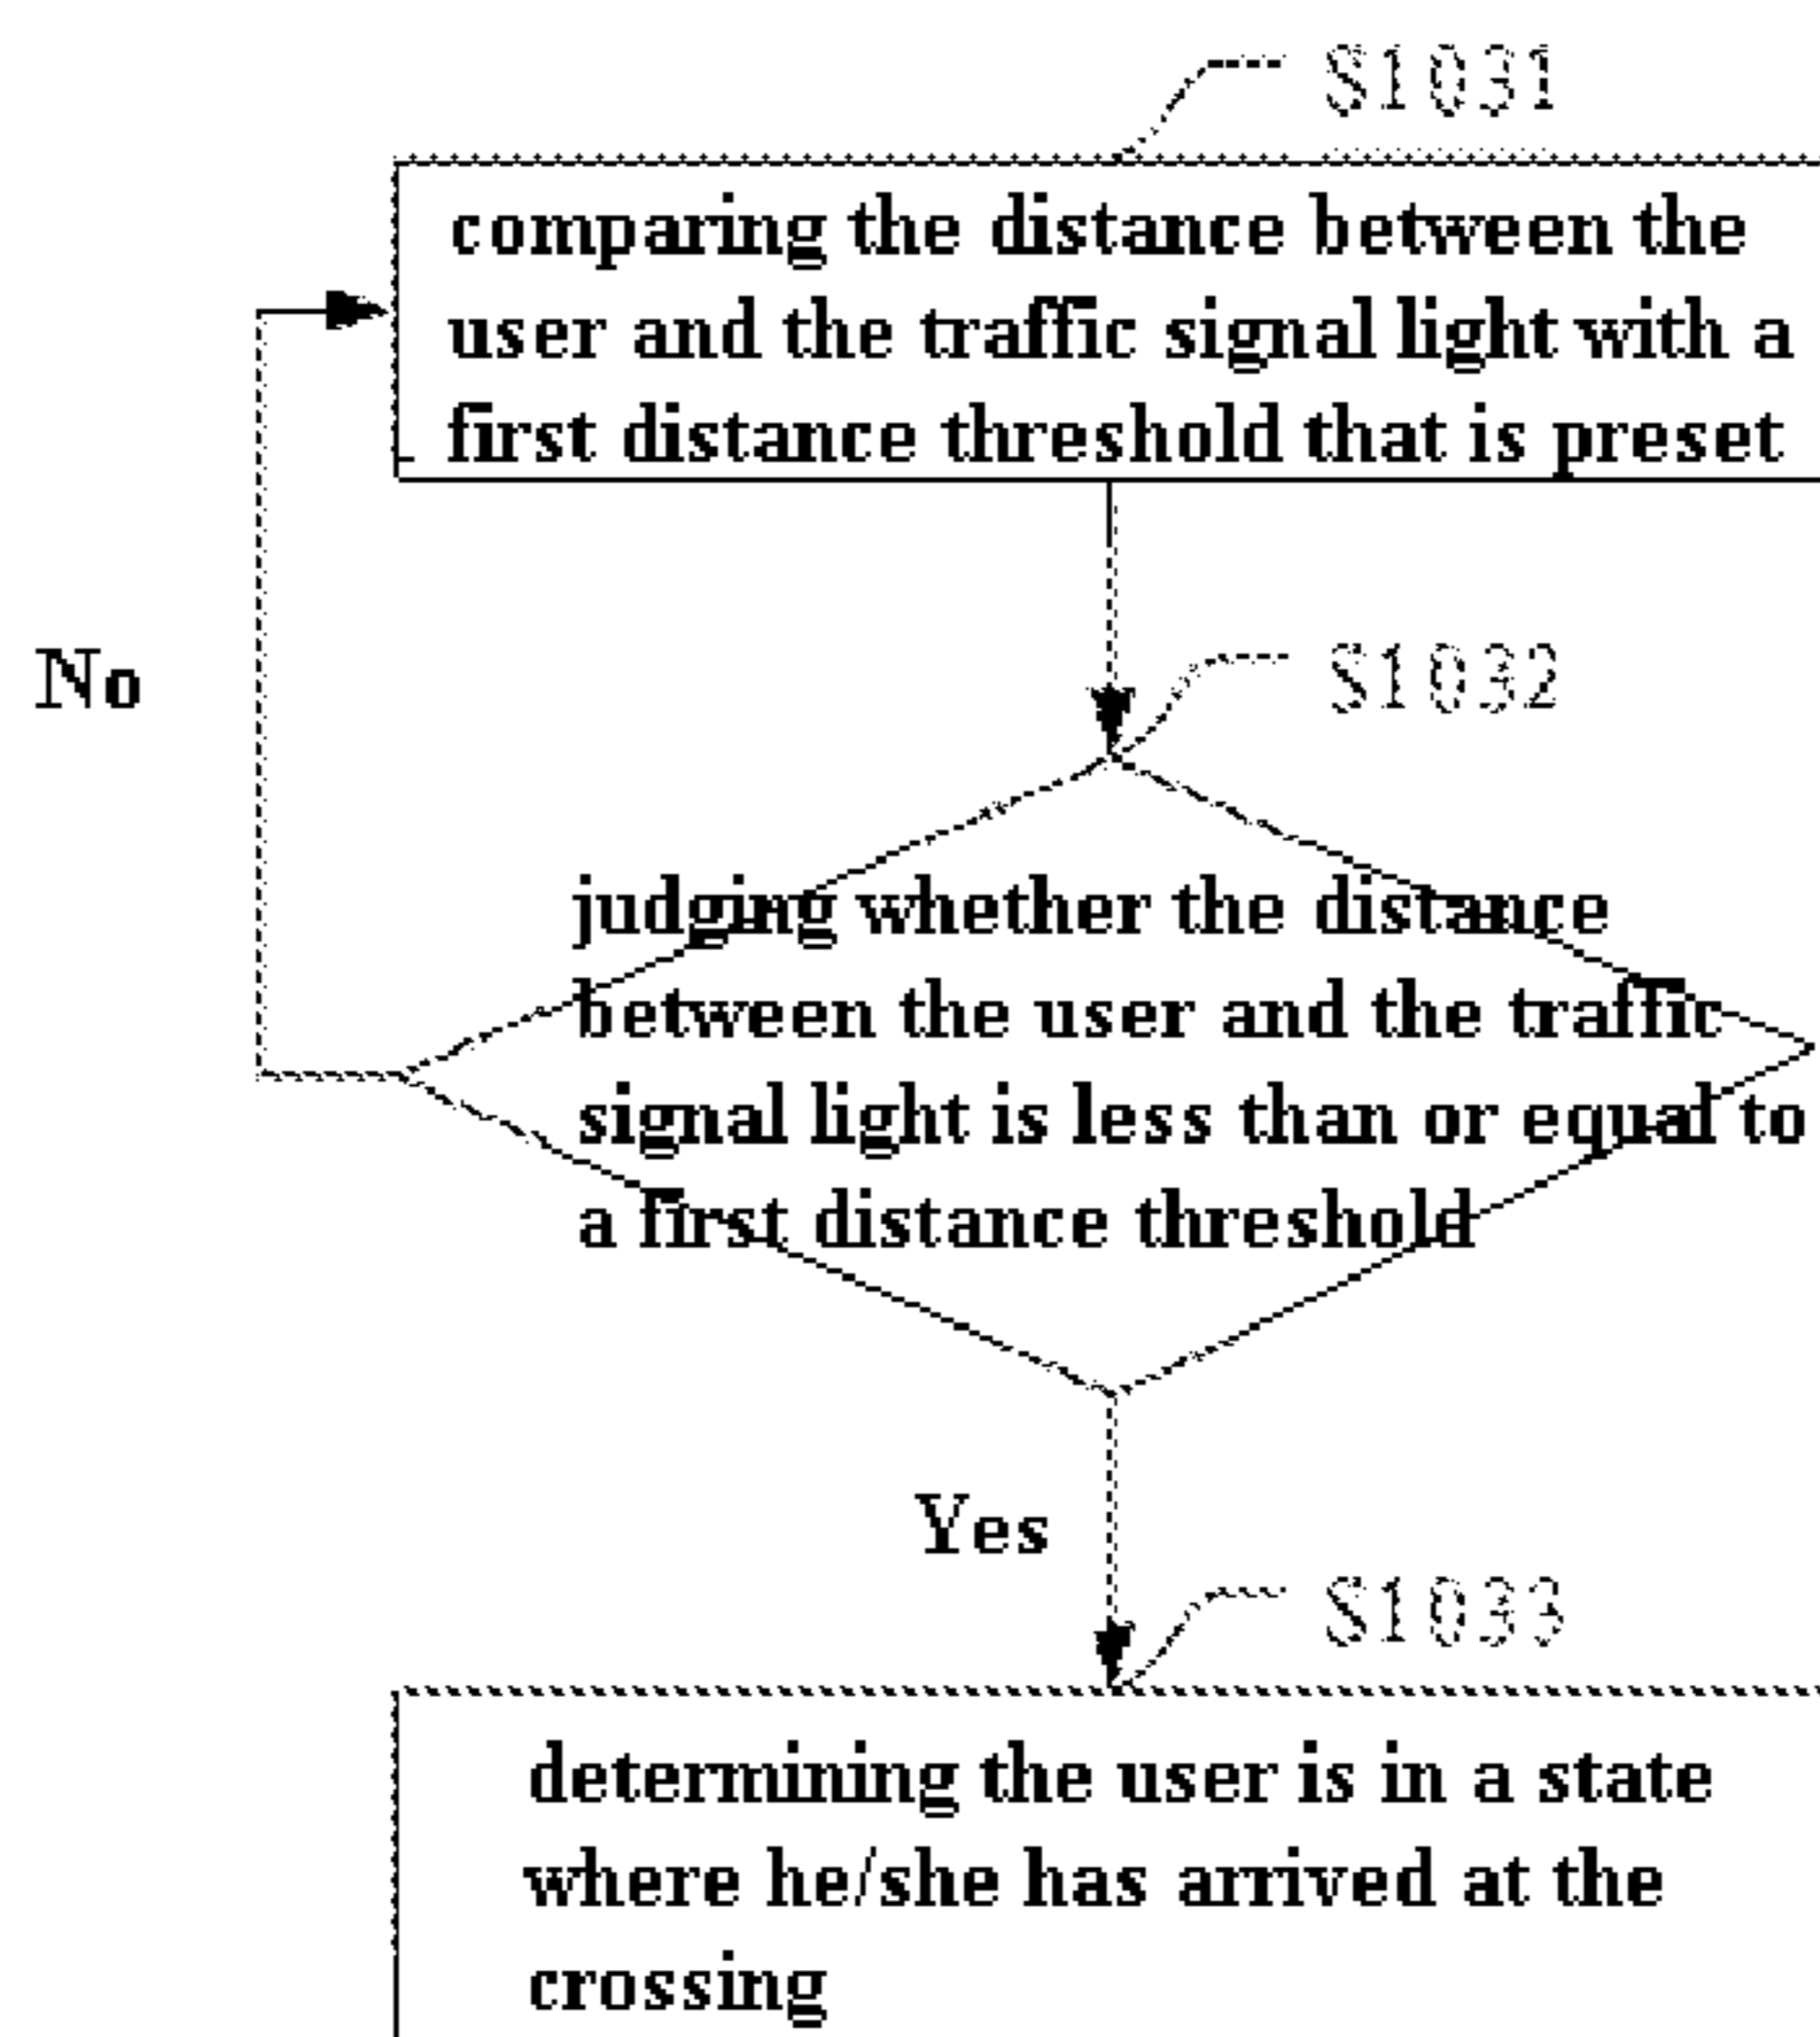 S1031
comparing the distance between the
user and the traffic signal light with a
first distance threshold that is preset
No
S1032
judging whether the distance
between the user and the traffic
signal light is less than or equal to
a first distance threshold
Yes
S1033
determining the user is in a state
where he/she has arrived at the
crossing